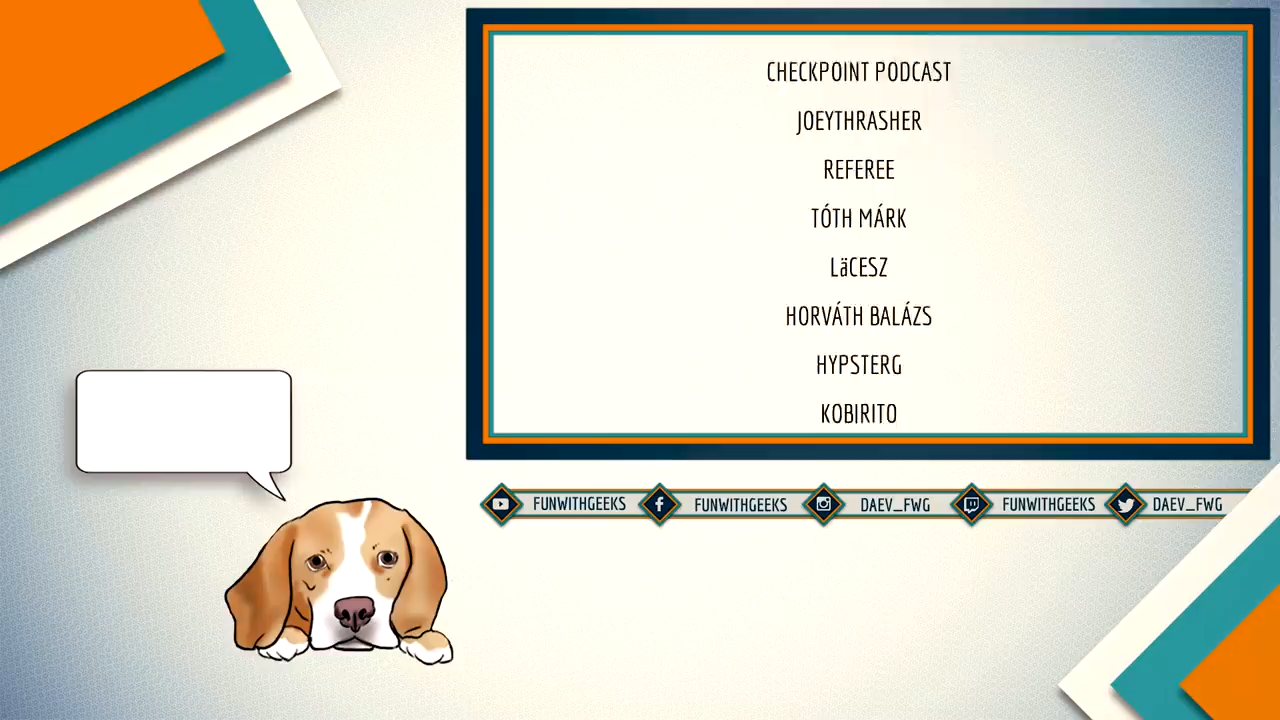 CHECKPOINT PODCAST
JOEYTHRASHER
REFEREE
TÓTH MÁRK
LäCESZ
HORVÁTH BALÁZS
HYPSTERG
KOBIRITO
FUNWITHGEEKS FUNWITHGEEKS DAEV_FWG FUNWITHGEEKS DAEV_FWG